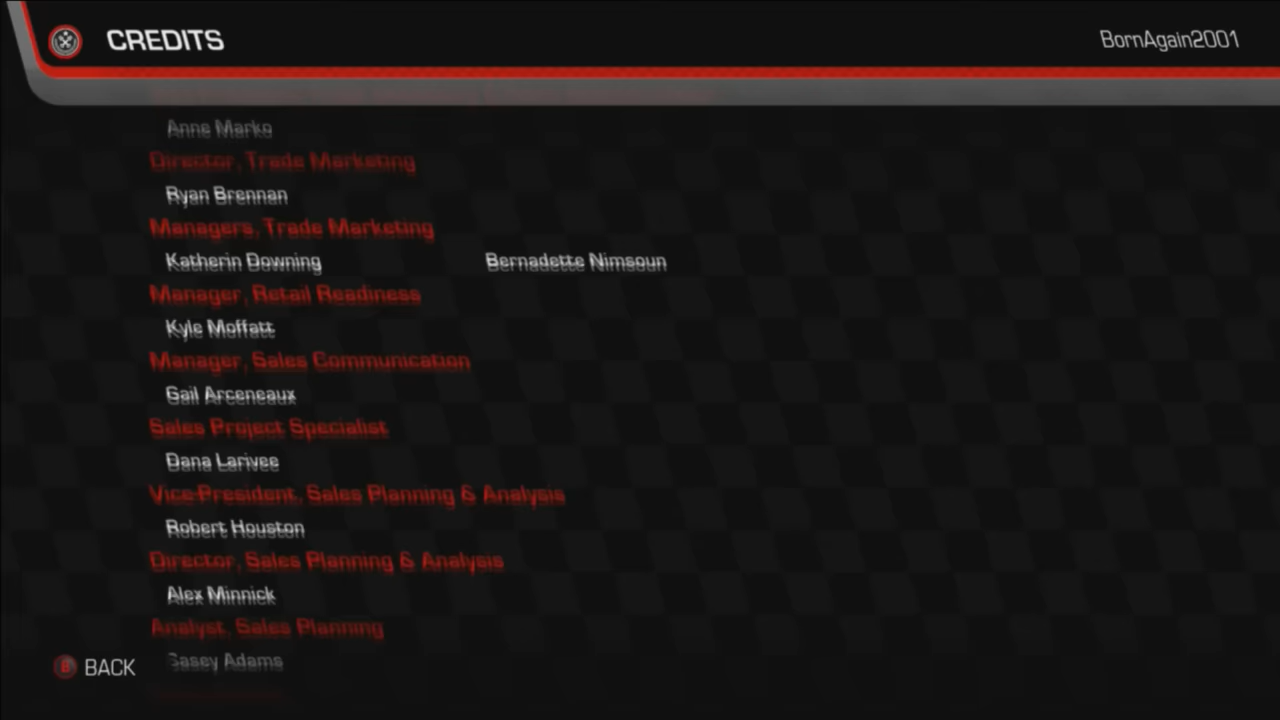 CREDITS
BornAgain2001
Anne Marko
Director, Trade Marketing
Ryan Brennan
Managers, Trade Marketing
Katherin Downing Bernadette Nimsoun
Manager, Retail Readiness
Kyle Moffatt
Manager, Sales Communication
Gail Arceneaux
Sales Project Specialist
Dana Larivee
Vice-President, Sales Planning & Analysis
Robert Houston
Director, Sales Planning & Analysis
Alex Minnick
Analyst, Sales Planning
Casey Adams
B BACK